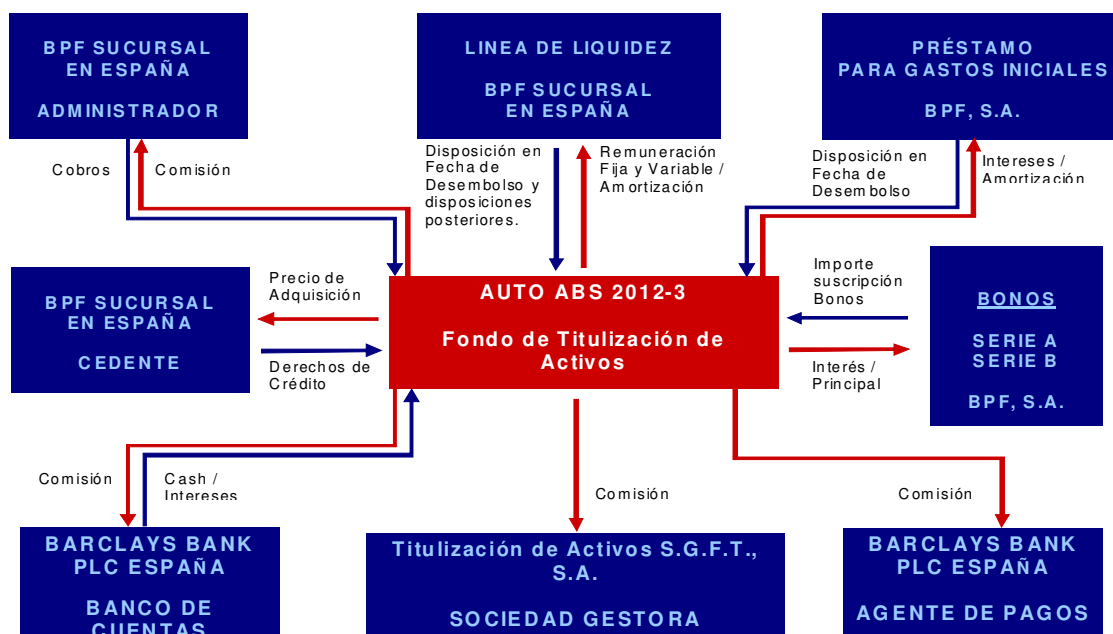 BPF SUCURSAL
EN ESPAÑA
ADMINISTRADOR
LINEA DE LIQUIDEZ
BPF SUCURSAL
EN ESPAÑA
PRÉSTAMO
PARA GASTOS INICIALES
BPF, S.A.
Cobros
Comisión
Disposición en
Fecha de
Desembolso y
disposiciones
posteriores.
Remuneración
Fija y Variable /
Amortización
Disposición en
Fecha de
Desembolso
Intereses /
Amortización
BPF SUCURSAL
EN ESPAÑA
CEDENTE
Precio de
Adquisición
Derechos de
Crédito
AUTO ABS 2012-3
Fondo de Titulización de
Activos
Importe
suscripción
Bonos
Interés /
Principal
BONOS
SERIE A
SERIE B
BPF, S.A.
Comisión
Cash /
Intereses
Comisión
Comisión
BARCLAYS BANK
PLC ESPAÑA
BANCO DE
CUENTAS
Titulización de Activos S.G.F.T.,
S.A.
SOCIEDAD GESTORA
BARCLAYS BANK
PLC ESPAÑA
AGENTE DE PAGOS